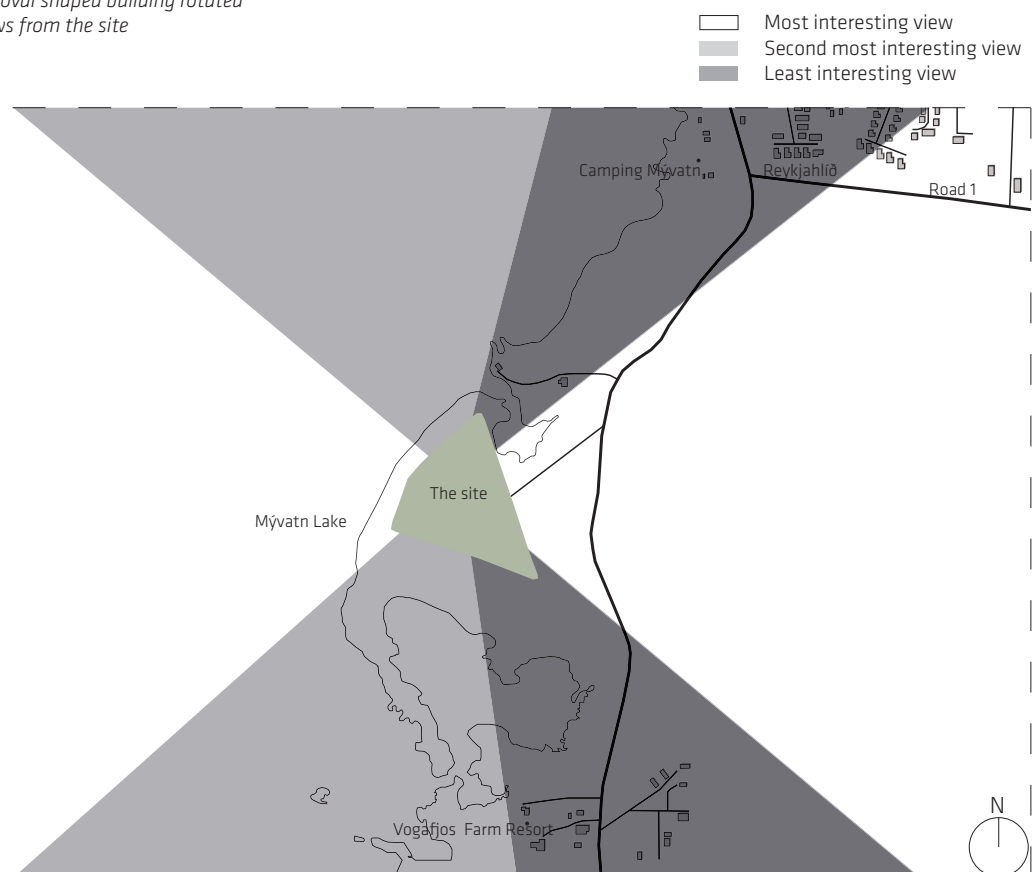 oval shaped building rotated
from the site
Most interesting view
Second most interesting view
Least interesting view
Camping Mývatn
Reykjahlíð
Road 1
The site
Mývatn Lake
Vogafjos Farm Resort
N